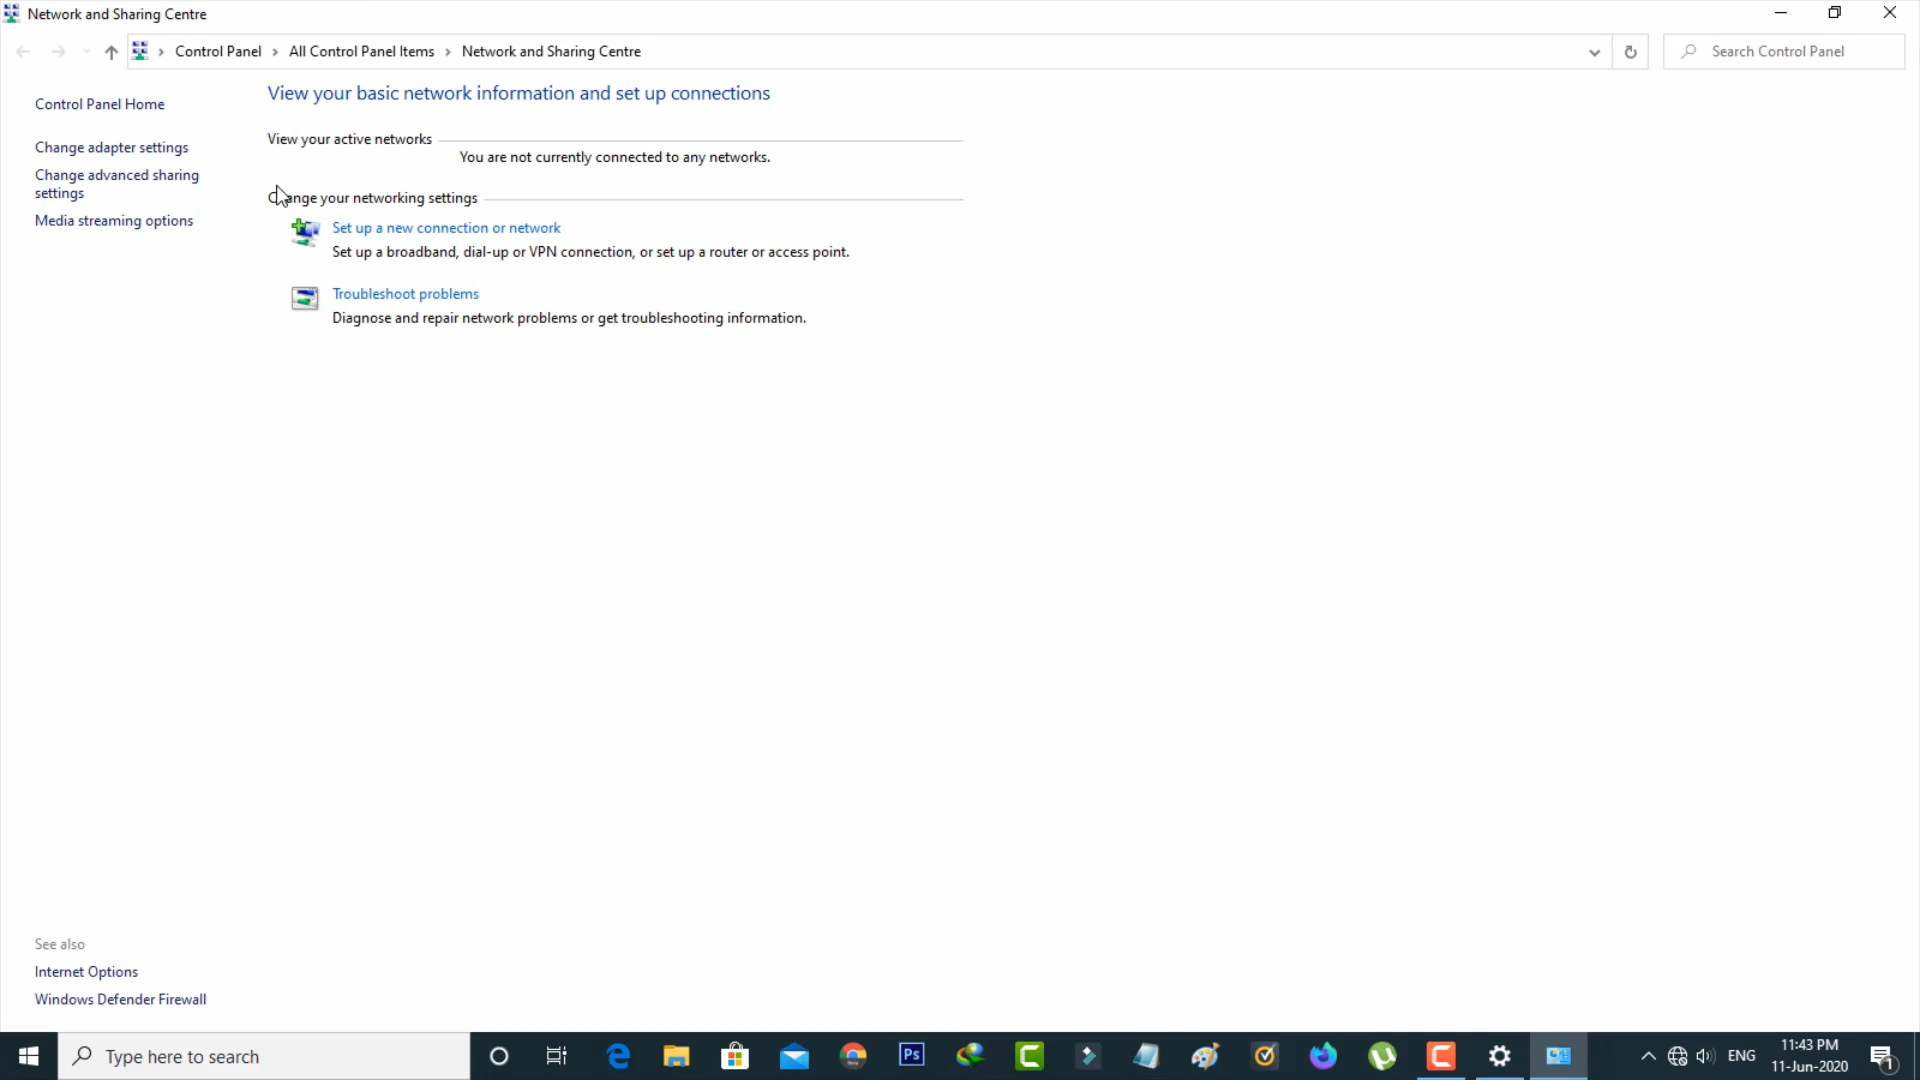 Network and Sharing Centre
Control Panel
All Control Panel Items
Network and Sharing Centre
Search Control Panel
Control Panel Home
Change adapter settings
Change advanced sharing
settings
Media streaming options
View your basic network information and set up connections
View your active networks
You are not currently connected to any networks.
Change your networking settings
Set up a new connection or network
Set up a broadband, dial-up or VPN connection, or set up a router or access point.
Troubleshoot problems
Diagnose and repair network problems or get troubleshooting information.
See also
Internet Options
Windows Defender Firewall
Type here to search
Ps
ENG
11:43 PM
11-Jun-2020
1